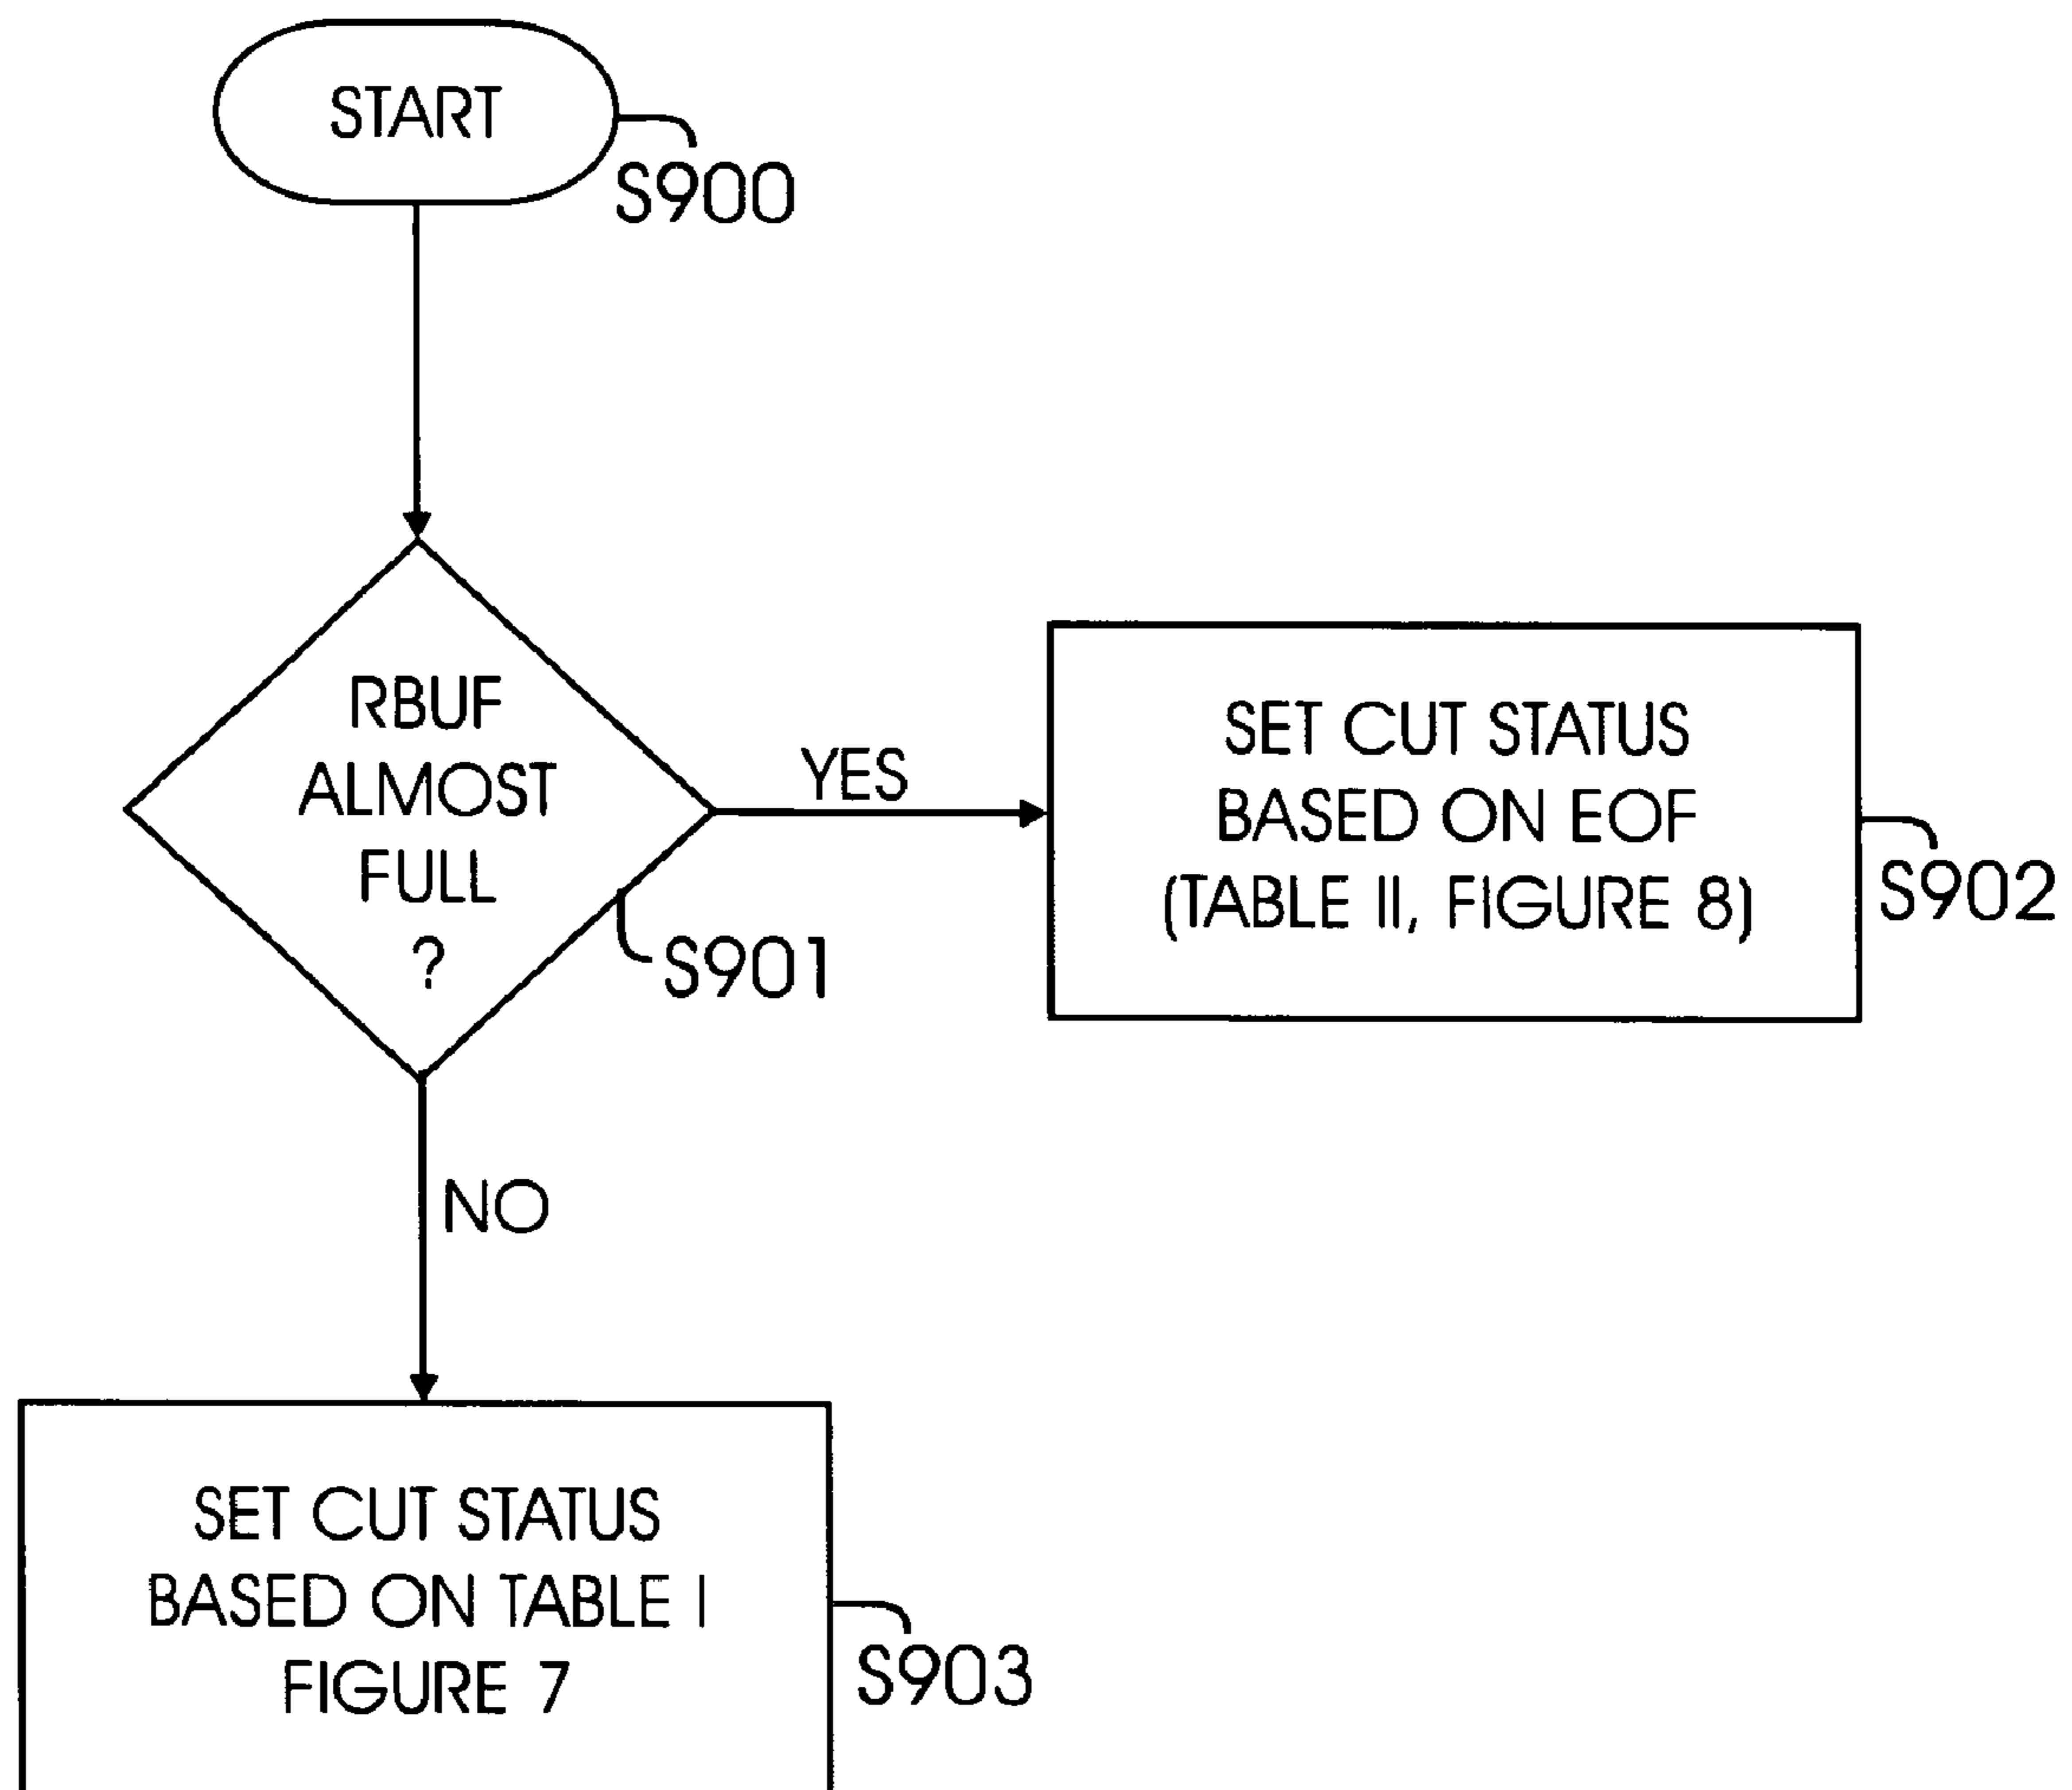 START
S900
RBUF
ALMOST
FULL
?
S901
YES
SET CUT STATUS
BASED ON EOF
(TABLE II, FIGURE 8)
S902
NO
SET CUT STATUS
BASED ON TABLE I
FIGURE 7
S903